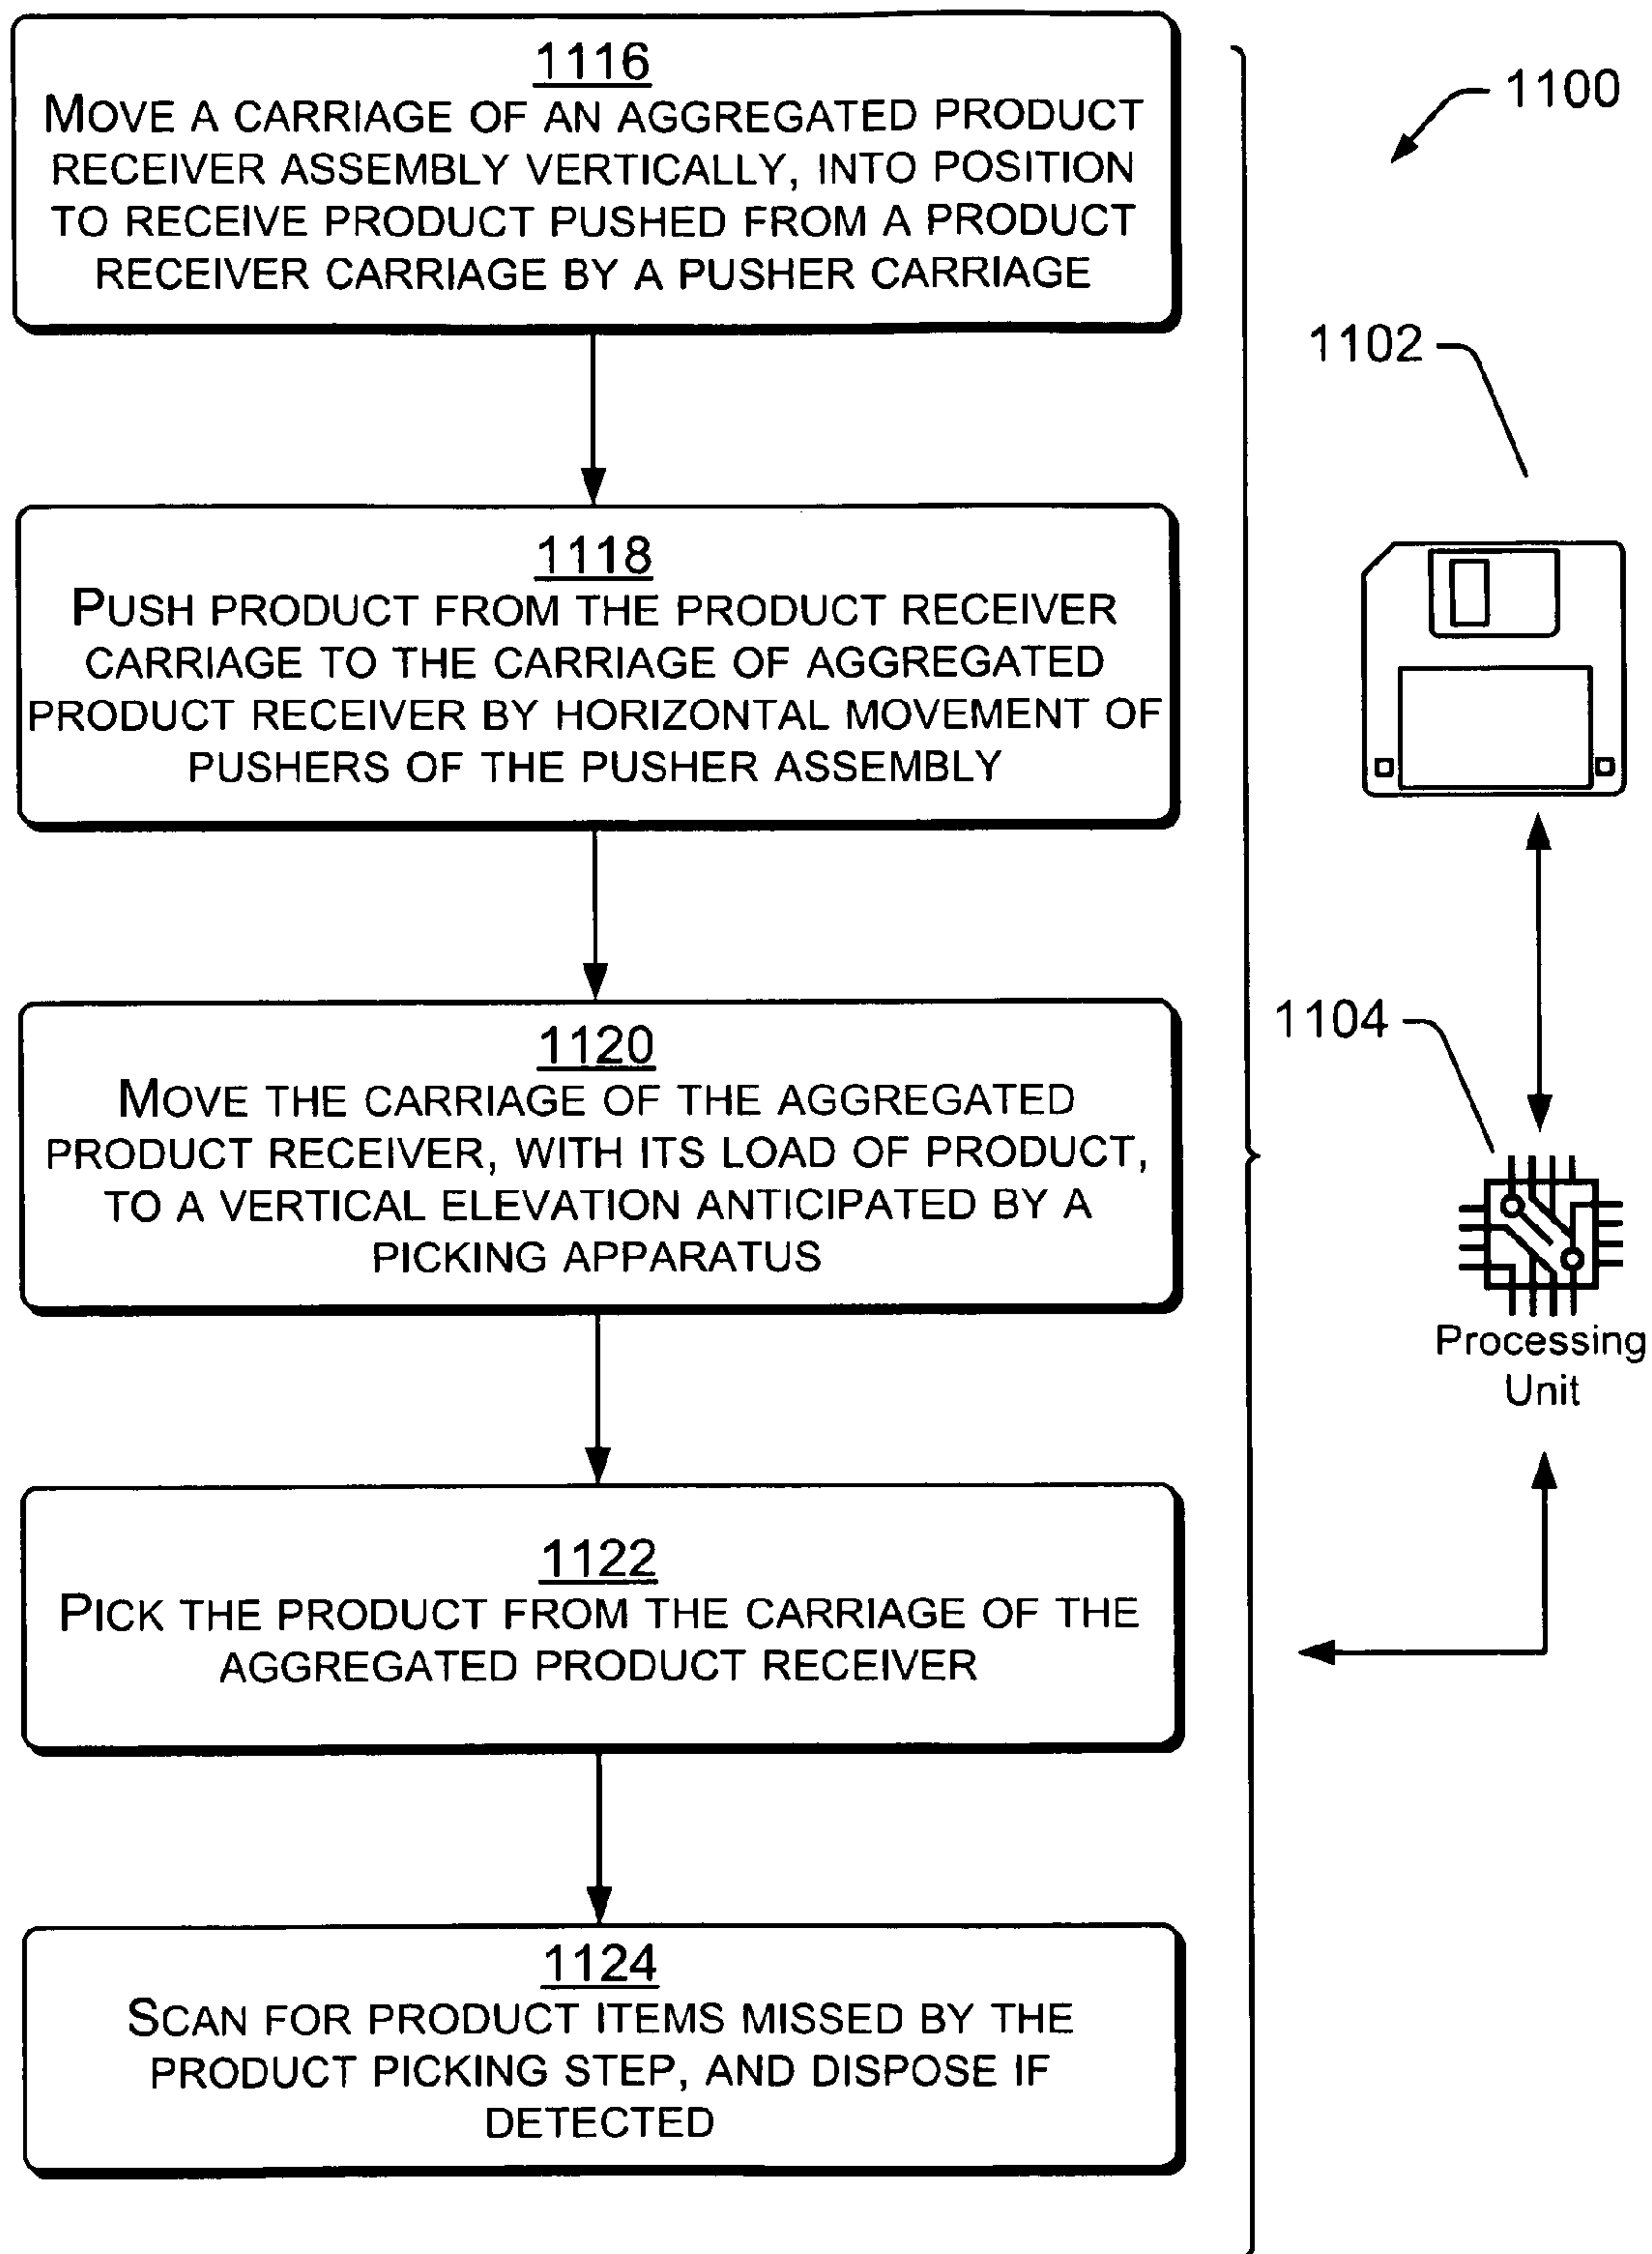 1116
MOVE A CARRIAGE OF AN AGGREGATED PRODUCT
RECEIVER ASSEMBLY VERTICALLY, INTO POSITION
TO RECEIVE PRODUCT PUSHED FROM A PRODUCT
RECEIVER CARRIAGE BY A PUSHER CARRIAGE
1118
PUSH PRODUCT FROM THE PRODUCT RECEIVER
CARRIAGE TO THE CARRIAGE OF AGGREGATED
PRODUCT RECEIVER BY HORIZONTAL MOVEMENT OF
PUSHERS OF THE PUSHER ASSEMBLY
1120
MOVE THE CARRIAGE OF THE AGGREGATED
PRODUCT RECEIVER, WITH ITS LOAD OF PRODUCT,
TO A VERTICAL ELEVATION ANTICIPATED BY A
PICKING APPARATUS
1122
PICK THE PRODUCT FROM THE CARRIAGE OF THE
AGGREGATED PRODUCT RECEIVER
1124
SCAN FOR PRODUCT ITEMS MISSED BY THE
PRODUCT PICKING STEP, AND DISPOSE IF
DETECTED
1100
1102
1104
Processing
Unit